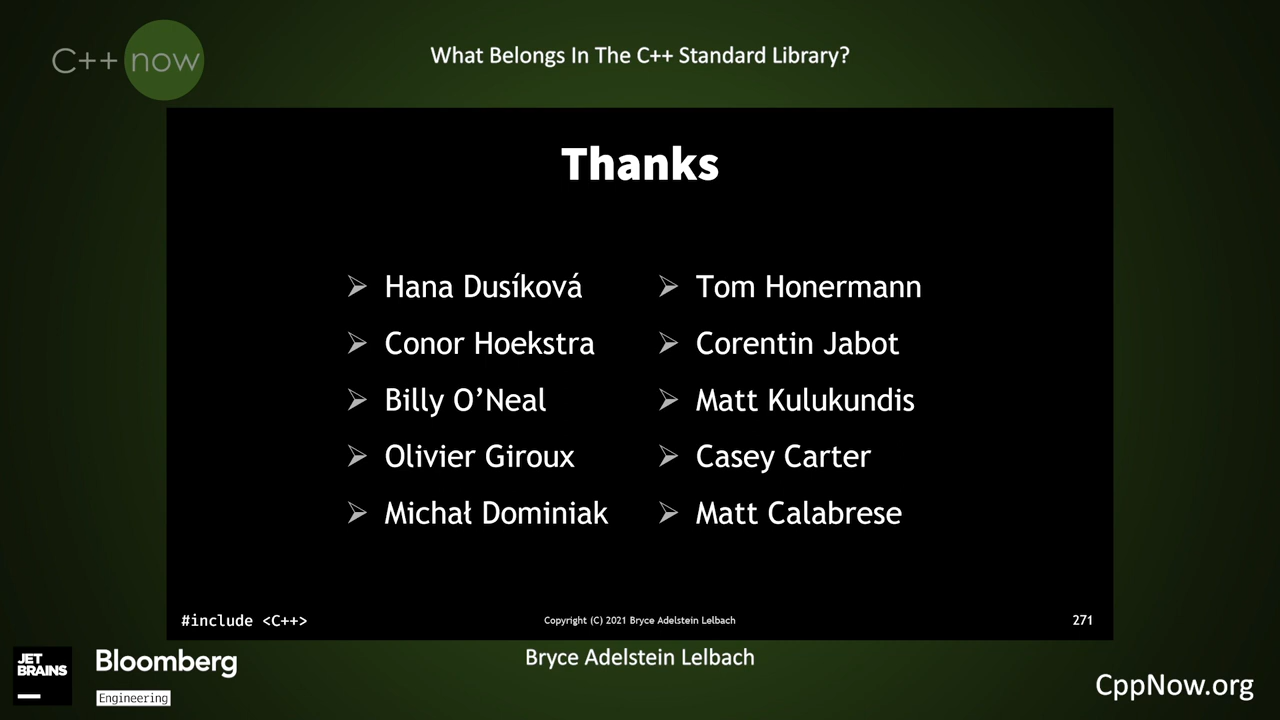 C++ now
What Belongs In The C++ Standard Library?
Thanks
➢ Hana Dusíková
➢ Conor Hoekstra
➢ Billy O’Neal
➢ Olivier Giroux
➢ Michał Dominiak
➢ Tom Honermann
➢ Corentin Jabot
➢ Matt Kulukundis
➢ Casey Carter
➢ Matt Calabrese
#include <C++>
Copyright (C) 2021 Bryce Adelstein Lelbach
271
JET
BRAINS
Bloomberg
Engineering
Bryce Adelstein Lelbach
CppNow.org